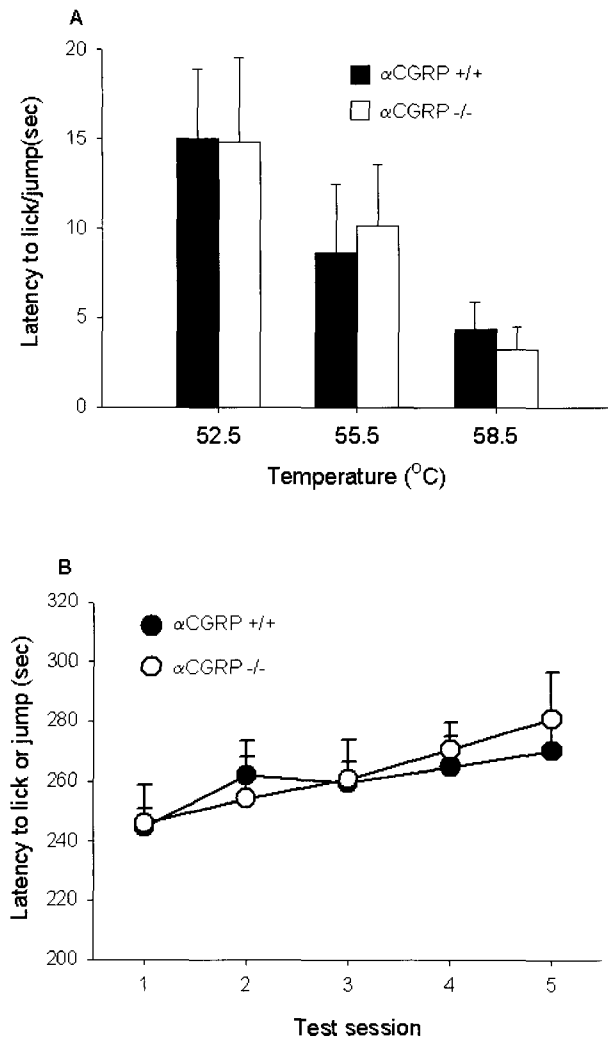 A
20
15
10
5
0
Latency to lick/jump(sec)
αCGRP +/+
αCGRP -/-
52.5 55.5 58.5
Temperature (°C)
B
320
300
280
260
240
220
200
Latency to lick or jump (sec)
αCGRP +/+
αCGRP -/-
1 2 3 4 5
Test session